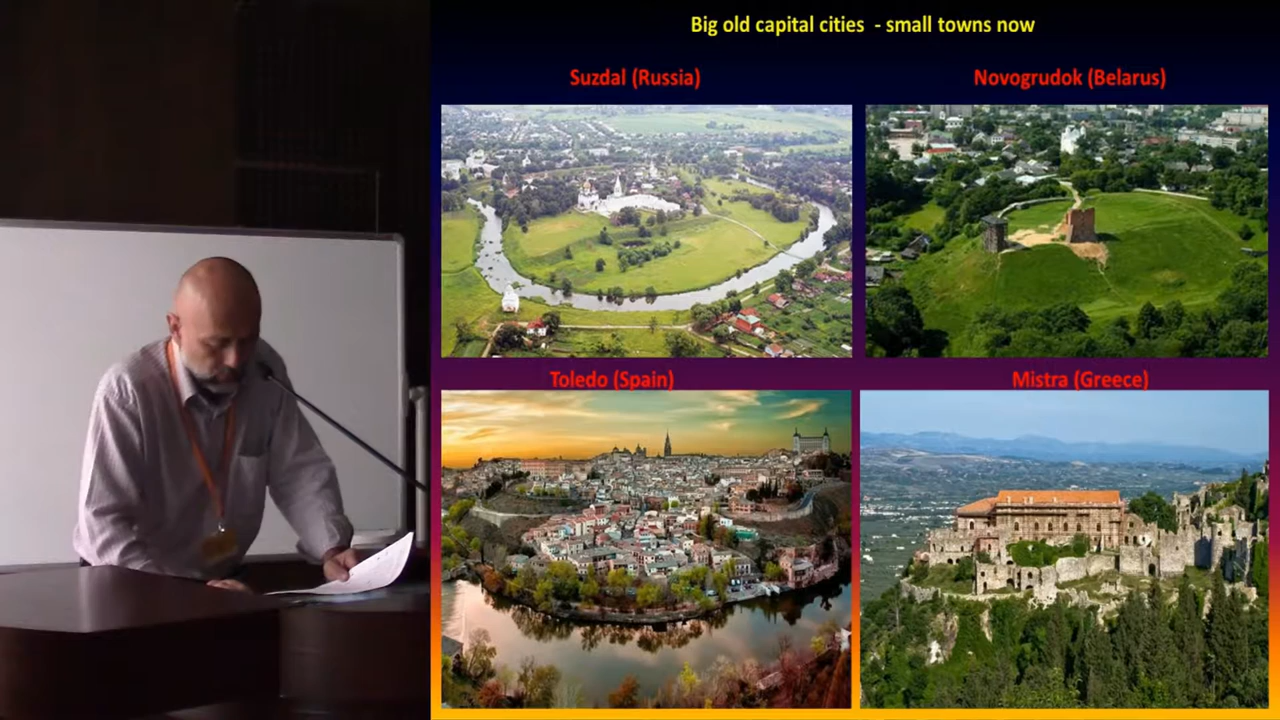 Big old capital cities - small towns now
Suzdal (Russia)
Novogrudok (Belarus)
Toledo (Spain)
Mistra (Greece)